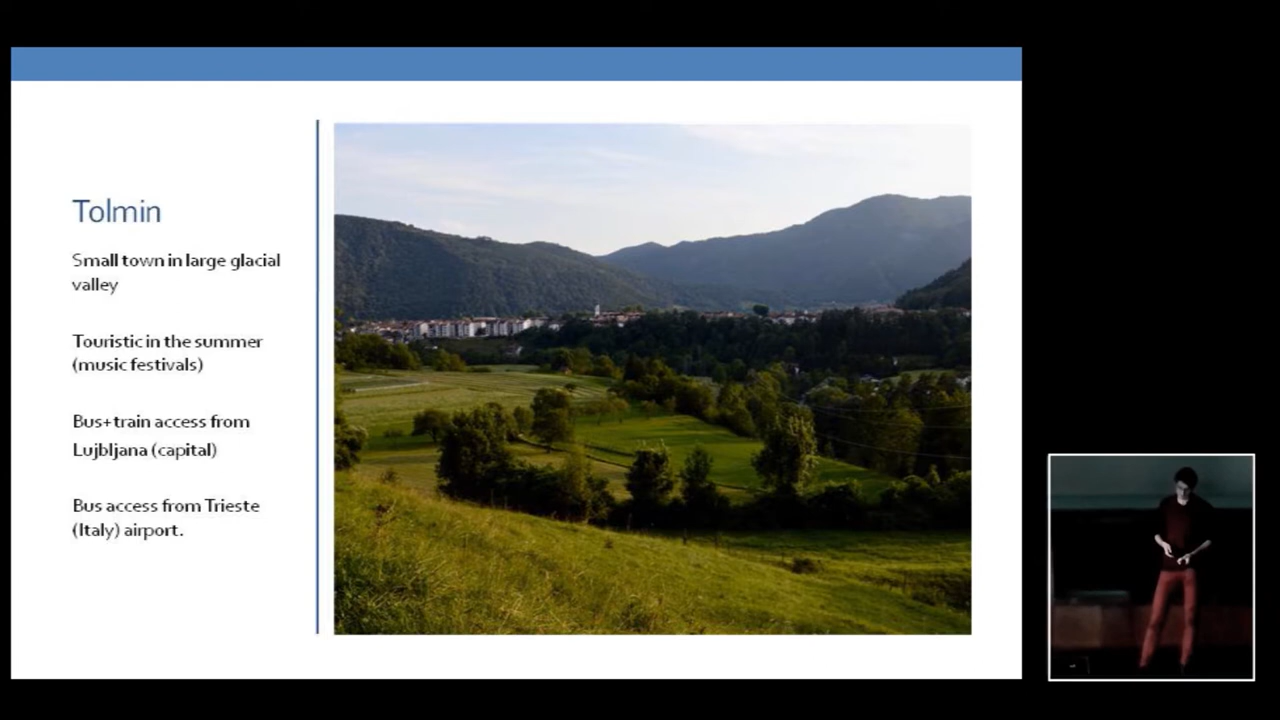 Tolmin
Small town in large glacial
valley
Touristic in the summer
(music festivals)
Bus+train access from
Lujbljana (capital)
Bus access from Trieste
(Italy) airport.